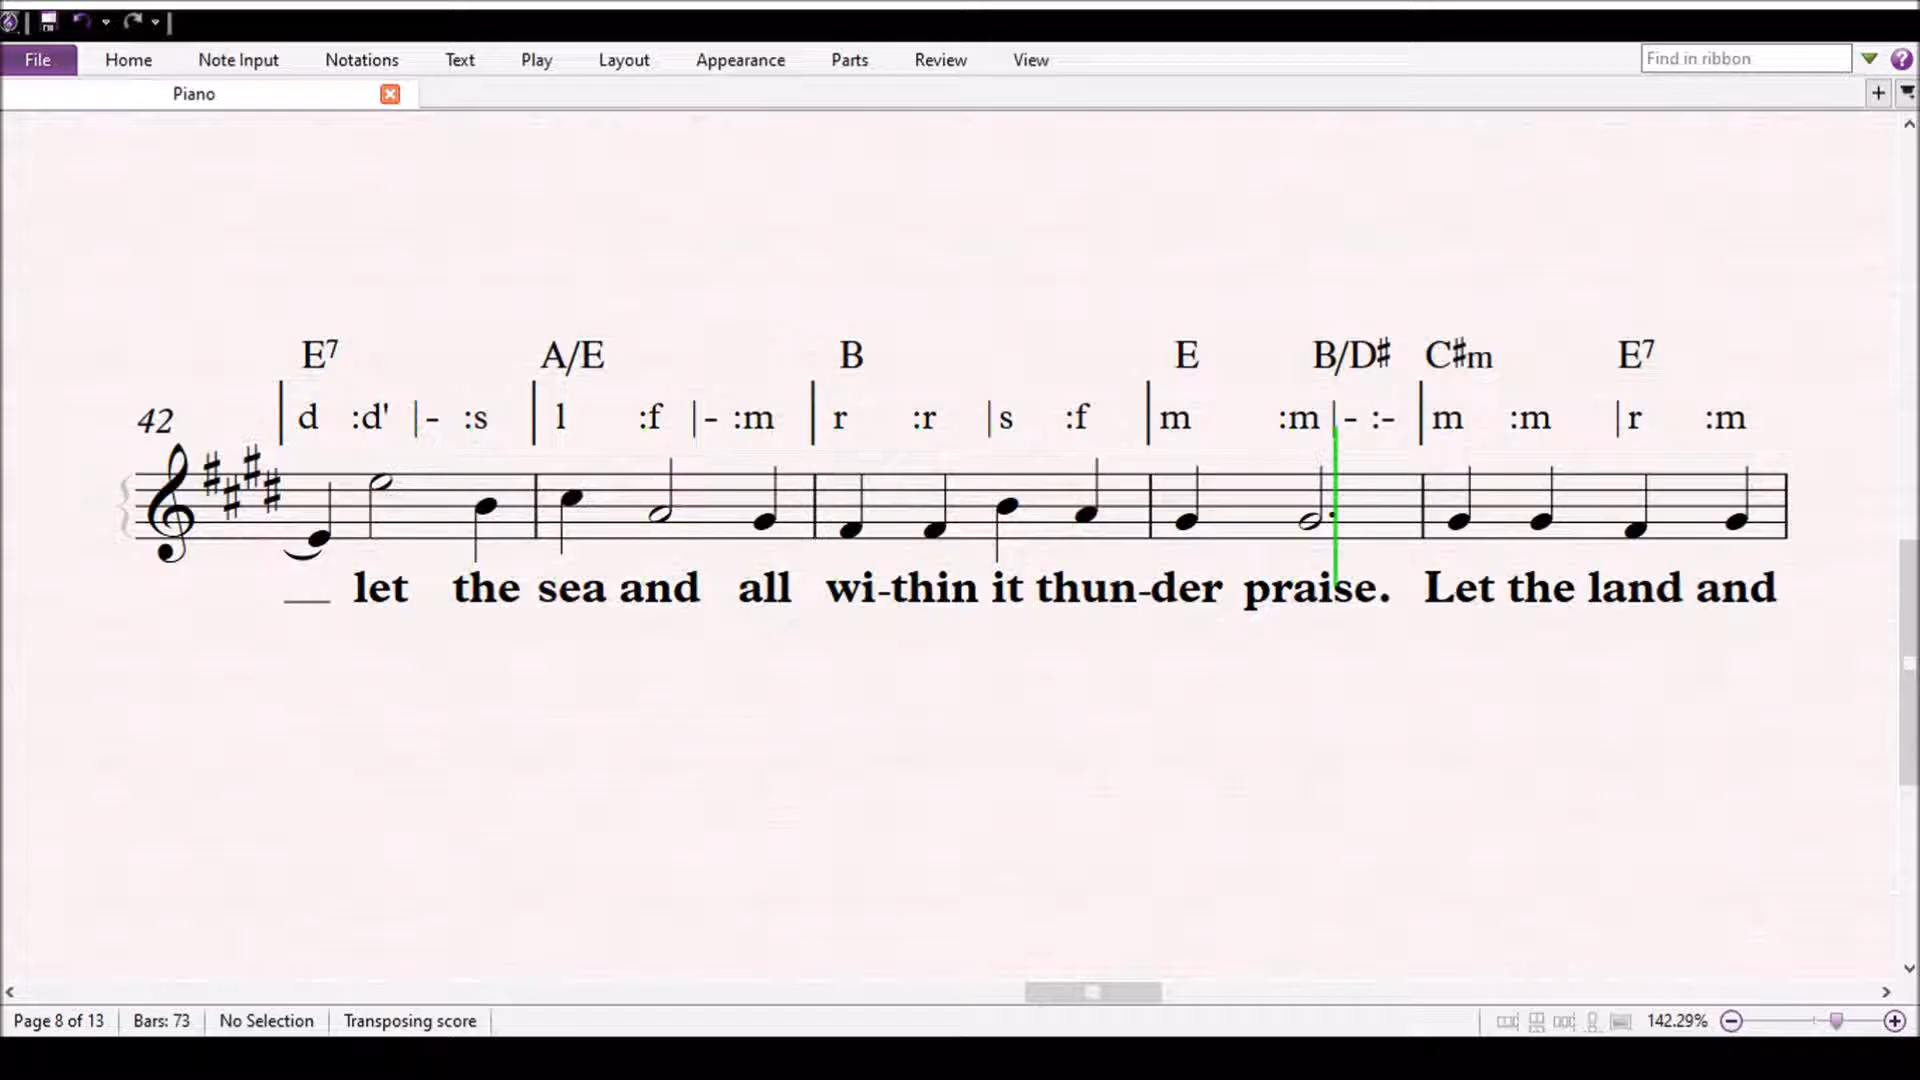 File Home Note Input Notations Text Play Layout Appearance Parts Review View Find in ribbon
Piano
E7 A/E B E B/D♯ C♯m E7
42 | d :d' |- :s | l :f |- :m | r :r |s :f | m :m |- :- | m :m |r :m
__ let the sea and all wi-thin it thun-der praise. Let the land and
Page 8 of 13 Bars: 73 No Selection Transposing score 142.29%